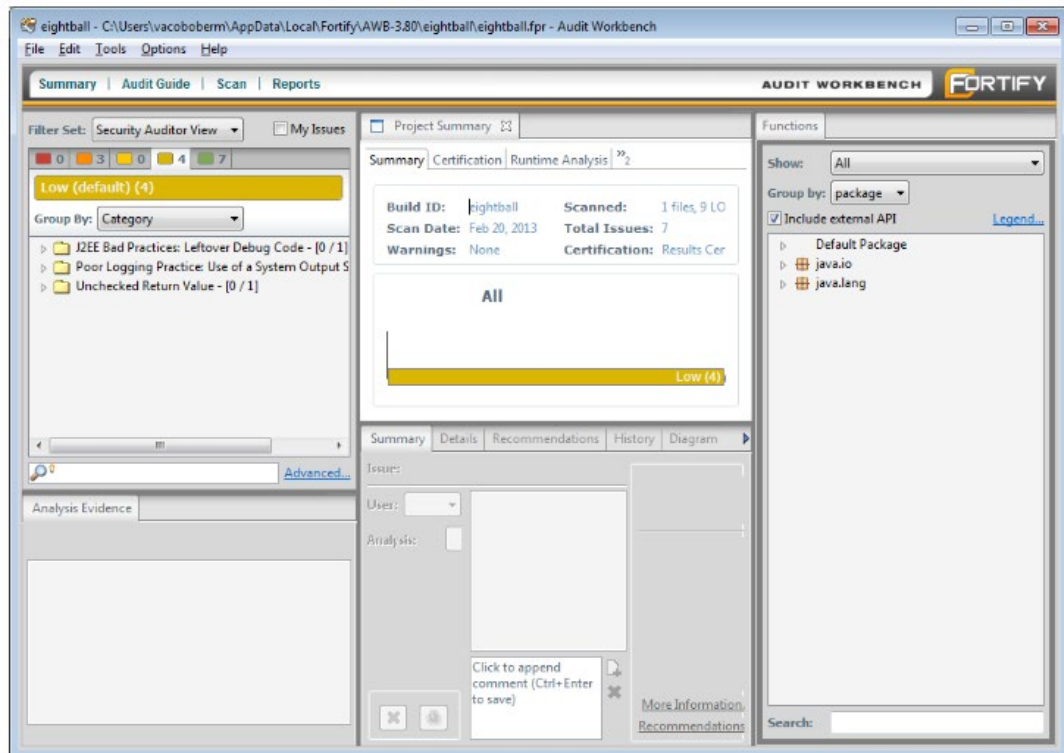 eightball - C:\Users\vacoboberm\AppData\Local\Fortify\AWB-3.80\eightball\eightball.fpr - Audit Workbench
File Edit Tools Options Help
Summary | Audit Guide | Scan | Reports
AUDIT WORKBENCH FORTIFY
Filter Set: Security Auditor View My Issues
0 3 0 4 7
Low (default) (4)
Group By: Category
J2EE Bad Practices: Leftover Debug Code - [0 / 1]
Poor Logging Practice: Use of a System Output S
Unchecked Return Value - [0 / 1]
Advanced...
Analysis Evidence
Project Summary
Summary Certification Runtime Analysis »2
Build ID: eightball Scanned: 1 files, 9 LO
Scan Date: Feb 20, 2013 Total Issues: 7
Warnings: None Certification: Results Cer
All
Low (4)
Summary Details Recommendations History Diagram
Issue:
User:
Analysis:
Click to append
comment (Ctrl+Enter
to save)
More Information.
Recommendations
Functions
Show: All
Group by: package
Include external API Legend...
Default Package
java.io
java.lang
Search: